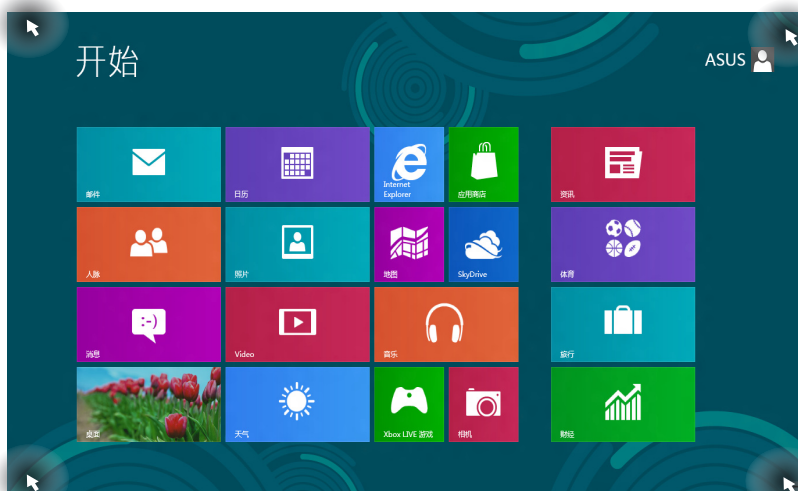 开始
ASUS
邮件
日历
Internet
Explorer
应用商店
资讯
人脉
照片
地图
SkyDrive
体育
消息
Video
音乐
旅行
桌面
天气
Xbox LIVE 游戏
相机
财经